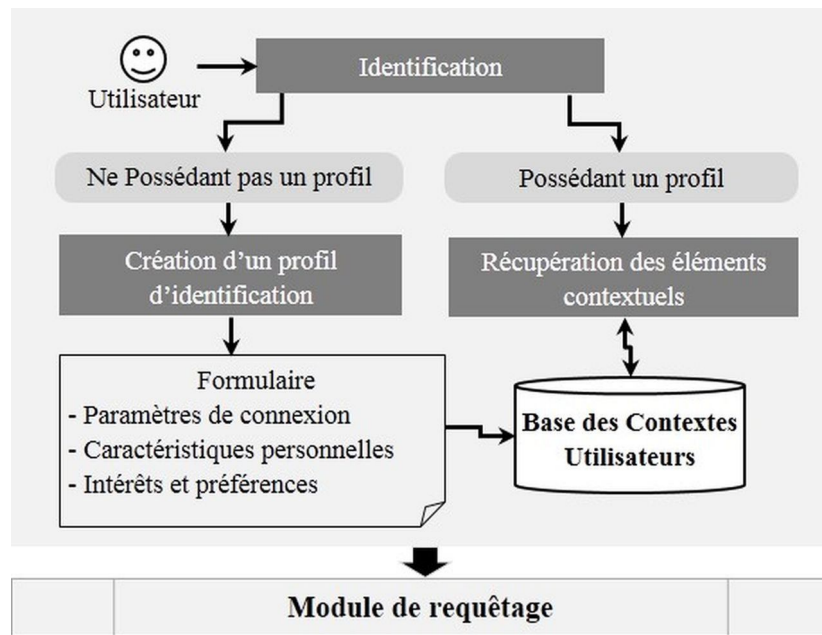 Identification
Utilisateur
Ne Possédant pas un profil
Possédant un profil
Création d’un profil
d’identification
Récupération des éléments
contextuels
Formulaire
- Paramètres de connexion
- Caractéristiques personnelles
- Intérêts et préférences
Base des Contextes
Utilisateurs
Module de requêtage